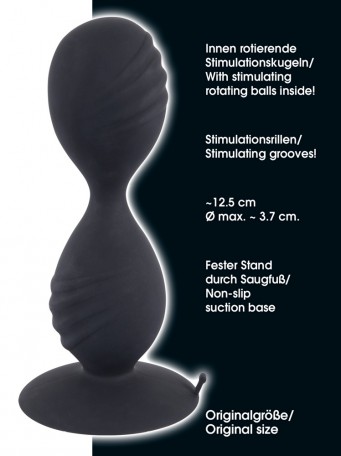 Innen rotierende
Stimulationskugeln/
With stimulating
rotating balls inside!
Stimulationsrillen/
Stimulating grooves!
~12.5 cm
Ø max. ~ 3.7 cm.
Fester Stand
durch Saugfuß/
Non-slip
suction base
Originalgröße/
Original size